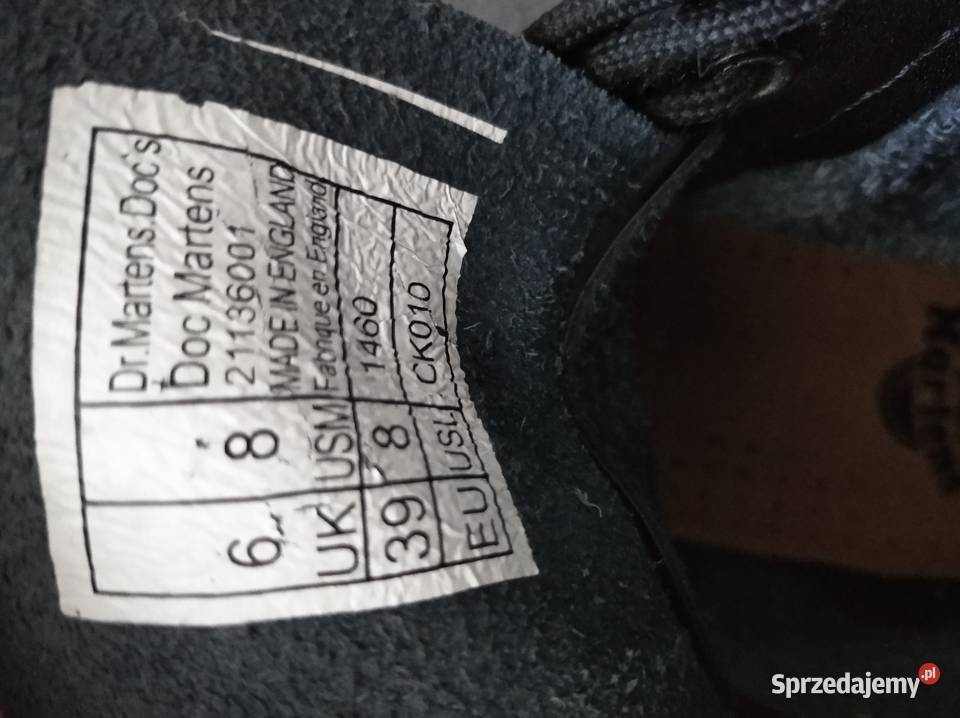 Dr.Martens.Doc`s
Doc Martens
21136001
MADE IN ENGLAND
Fabrique en England
6 8
UK USM 1460
39 8 CK010
EU USL
Sprzedajemy.pl